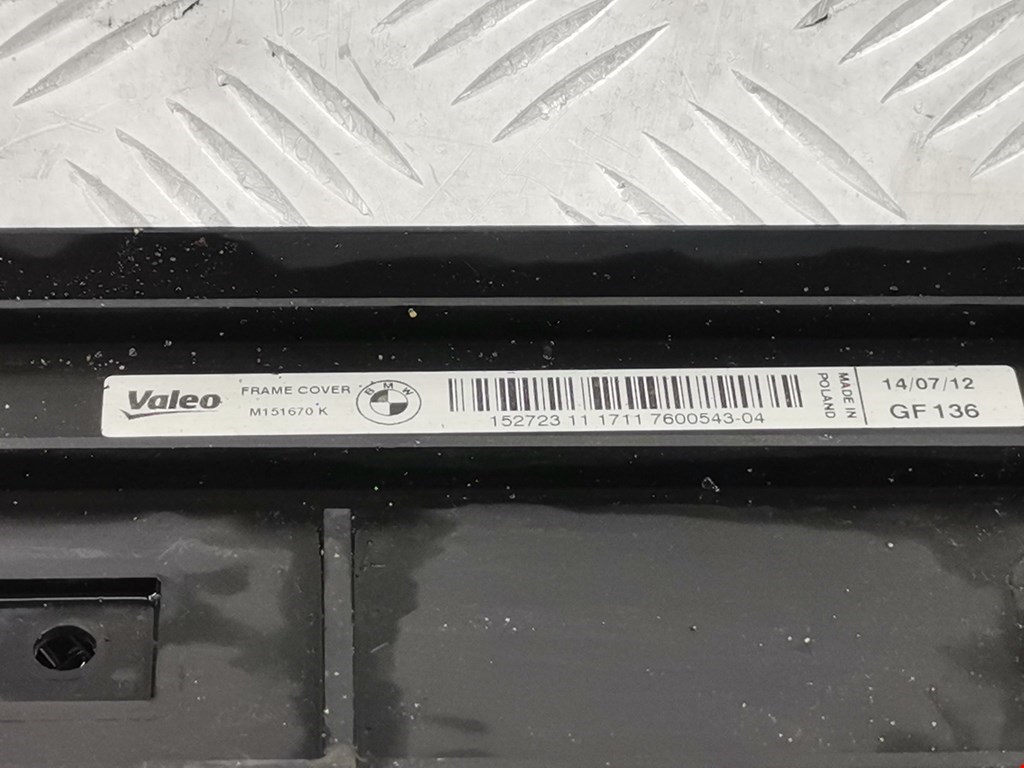 Valeo
FRAME COVER
M151670 K
BMW
152723 11 1711 7600543-04
MADE IN
POLAND
14/07/12
GF 136